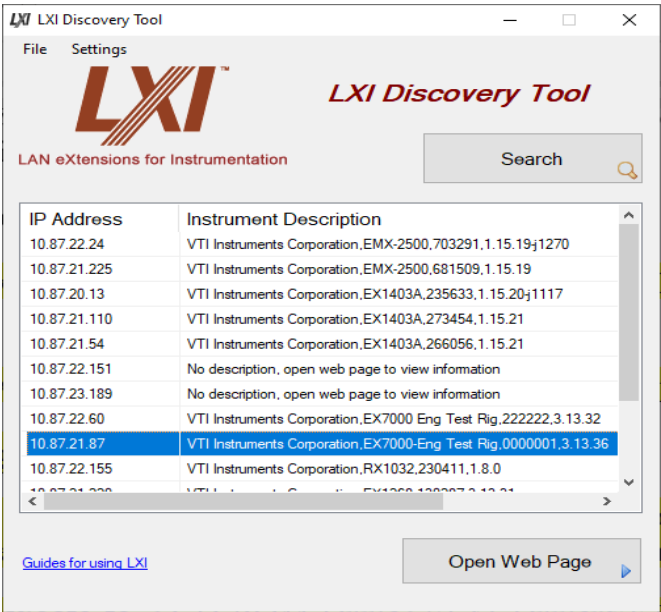 LXI LXI Discovery Tool
File Settings
LXI™
LXI Discovery Tool
LAN eXtensions for Instrumentation
Search
IP Address Instrument Description
10.87.22.24 VTI Instruments Corporation,EMX-2500,703291,1.15.19-j1270
10.87.21.225 VTI Instruments Corporation,EMX-2500,681509,1.15.19
10.87.20.13 VTI Instruments Corporation,EX1403A,235633,1.15.20-j1117
10.87.21.110 VTI Instruments Corporation,EX1403A,273454,1.15.21
10.87.21.54 VTI Instruments Corporation,EX1403A,266056,1.15.21
10.87.22.151 No description, open web page to view information
10.87.23.189 No description, open web page to view information
10.87.22.60 VTI Instruments Corporation,EX7000 Eng Test Rig,222222,3.13.32
10.87.21.87 VTI Instruments Corporation,EX7000-Eng Test Rig,0000001,3.13.36
10.87.22.155 VTI Instruments Corporation,RX1032,230411,1.8.0
Guides for using LXI
Open Web Page